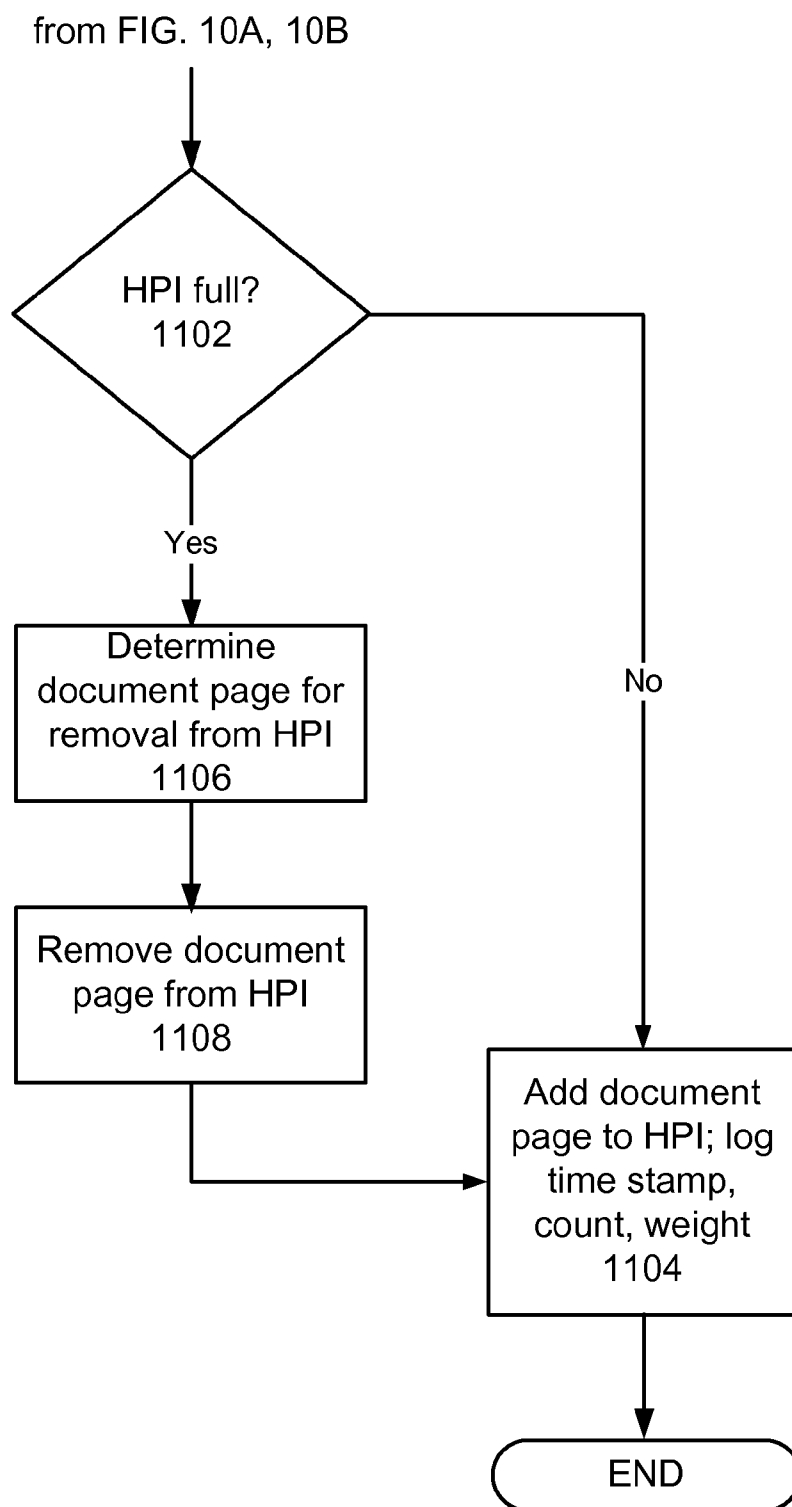 from FIG. 10A, 10B
HPI full?
1102
Yes
No
Determine
document page for
removal from HPI
1106
Remove document
page from HPI
1108
Add document
page to HPI; log
time stamp,
count, weight
1104
END